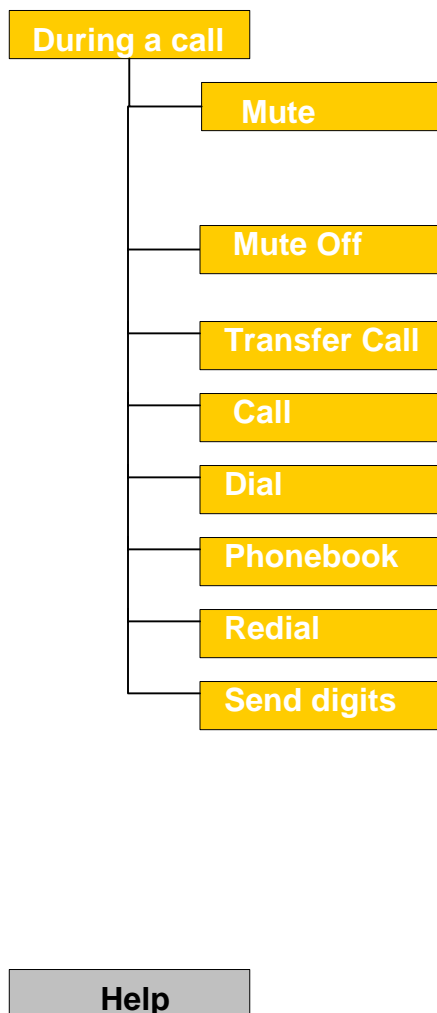 During a call
Mute
Mute Off
Transfer Call
Call
Dial
Phonebook
Redial
Send digits
Help